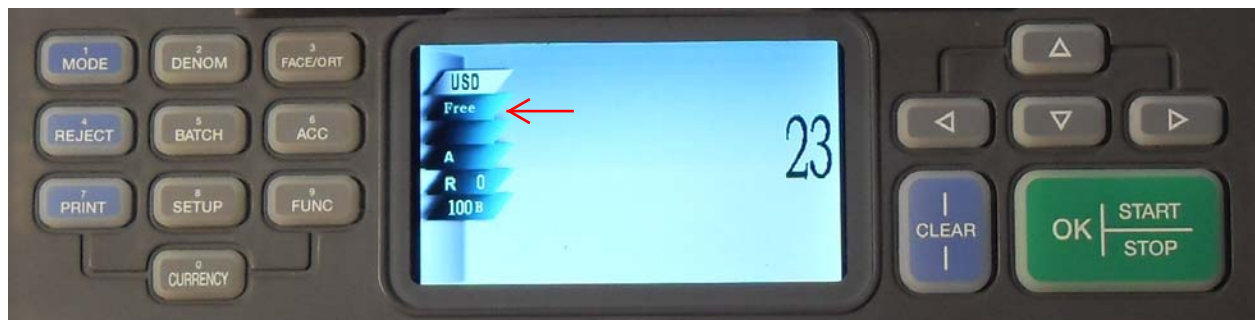 1
MODE
2
DENOM
3
FACE/ORT
4
REJECT
5
BATCH
6
ACC
7
PRINT
8
SETUP
9
FUNC
0
CURRENCY
USD
Free
A
R 0
100 B
23
CLEAR
OK
START
STOP